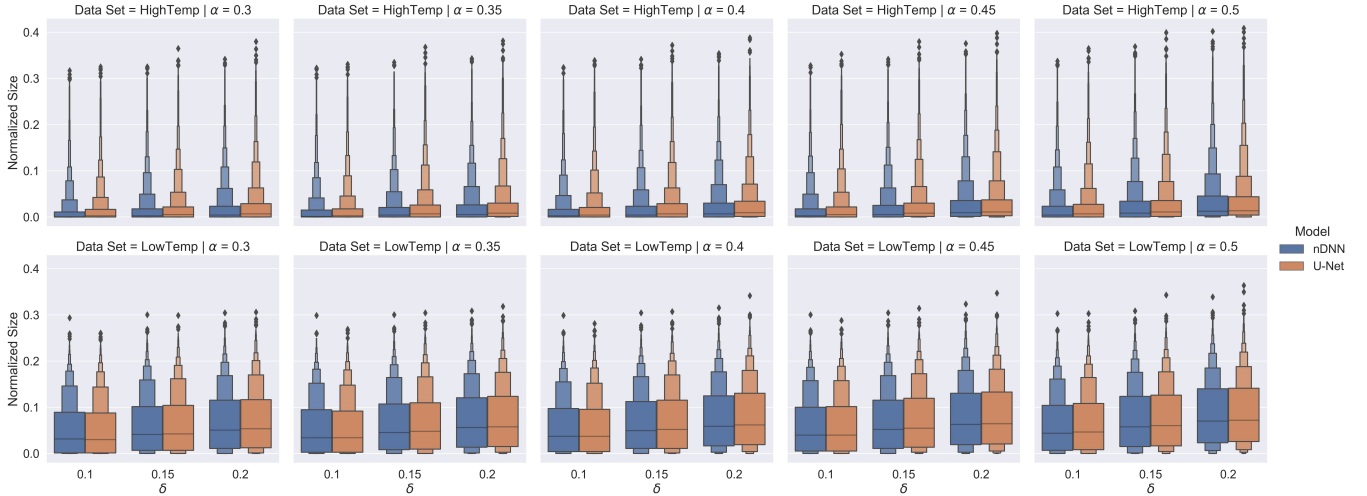 Data Set = HighTemp | α = 0.3
Data Set = HighTemp | α = 0.35
Data Set = HighTemp | α = 0.4
Data Set = HighTemp | α = 0.45
Data Set = HighTemp | α = 0.5
Normalized Size
0.4
0.3
0.2
0.1
0.0
Data Set = LowTemp | α = 0.3
Data Set = LowTemp | α = 0.35
Data Set = LowTemp | α = 0.4
Data Set = LowTemp | α = 0.45
Data Set = LowTemp | α = 0.5
Normalized Size
0.4
0.3
0.2
0.1
0.0
0.1 0.15 0.2
δ
0.1 0.15 0.2
δ
0.1 0.15 0.2
δ
0.1 0.15 0.2
δ
0.1 0.15 0.2
δ
Model
nDNN
U-Net